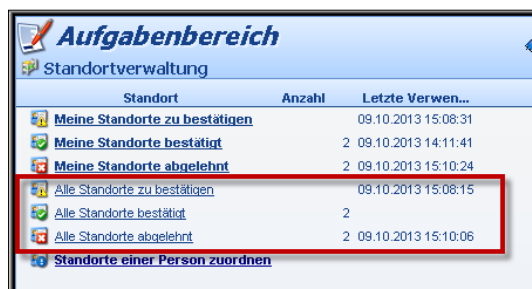 Aufgabenbereich
Standortverwaltung
Standort Anzahl Letzte Verwen...
Meine Standorte zu bestätigen 09.10.2013 15:08:31
Meine Standorte bestätigt 2 09.10.2013 14:11:41
Meine Standorte abgelehnt 2 09.10.2013 15:10:24
Alle Standorte zu bestätigen 09.10.2013 15:08:15
Alle Standorte bestätigt 2
Alle Standorte abgelehnt 2 09.10.2013 15:10:06
Standorte einer Person zuordnen